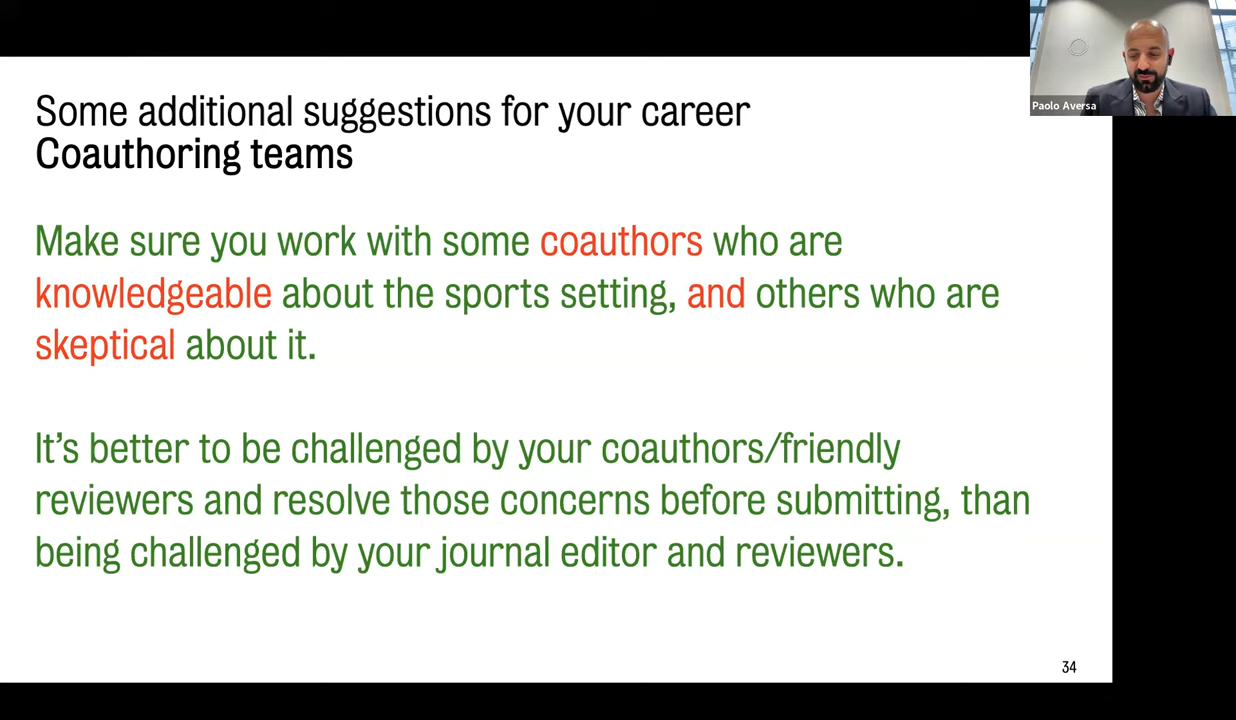 Paolo Aversa
Some additional suggestions for your career
Coauthoring teams
Make sure you work with some coauthors who are
knowledgeable about the sports setting, and others who are
skeptical about it.
It’s better to be challenged by your coauthors/friendly
reviewers and resolve those concerns before submitting, than
being challenged by your journal editor and reviewers.
34